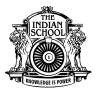 THE
INDIAN
SCHOOL
KNOWLEDGE IS POWER